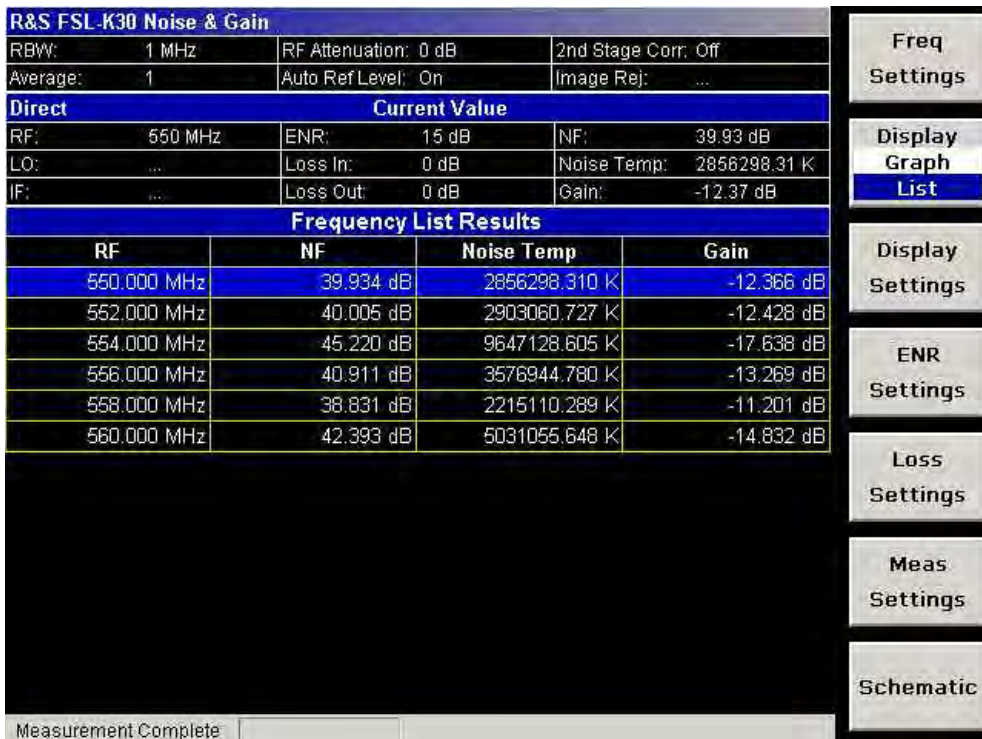 R&S FSL-K30 Noise & Gain
RBW: 1 MHz RF Attenuation: 0 dB 2nd Stage Corr: Off
Average: 1 Auto Ref Level: On Image Rej: ...
Direct Current Value
RF: 550 MHz ENR: 15 dB NF: 39.93 dB
LO: ... Loss In: 0 dB Noise Temp: 2856298.31 K
IF: ... Loss Out: 0 dB Gain: -12.37 dB
Frequency List Results
RF NF Noise Temp Gain
550.000 MHz 39.934 dB 2856298.310 K -12.366 dB
552.000 MHz 40.005 dB 2903060.727 K -12.428 dB
554.000 MHz 45.220 dB 9647128.605 K -17.638 dB
556.000 MHz 40.911 dB 3576944.780 K -13.269 dB
558.000 MHz 38.831 dB 2215110.289 K -11.201 dB
560.000 MHz 42.393 dB 5031055.648 K -14.832 dB
Measurement Complete
Freq
Settings
Display
Graph
List
Display
Settings
ENR
Settings
Loss
Settings
Meas
Settings
Schematic